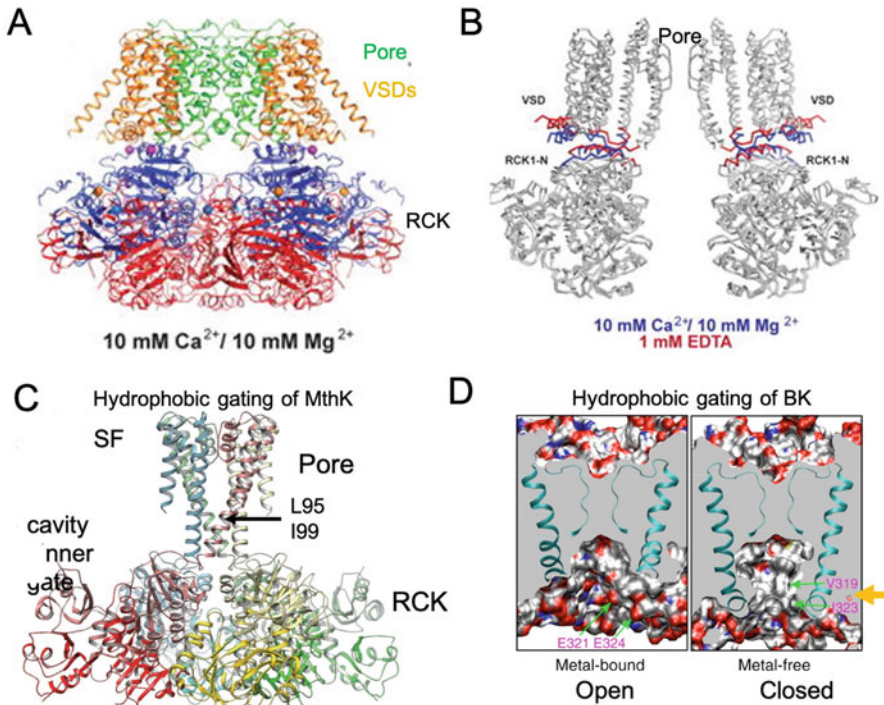 A
Pore
VSDs
RCK
10 mM Ca2+/ 10 mM Mg2+
B
Pore
VSD
VSD
RCK1-N
RCK1-N
10 mM Ca2+/ 10 mM Mg 2+
1 mM EDTA
C
Hydrophobic gating of MthK
SF
Pore
L95
I99
cavity
nner
gate
RCK
D
Hydrophobic gating of BK
V319
I323
E321 E324
Metal-bound
Metal-free
Open
Closed